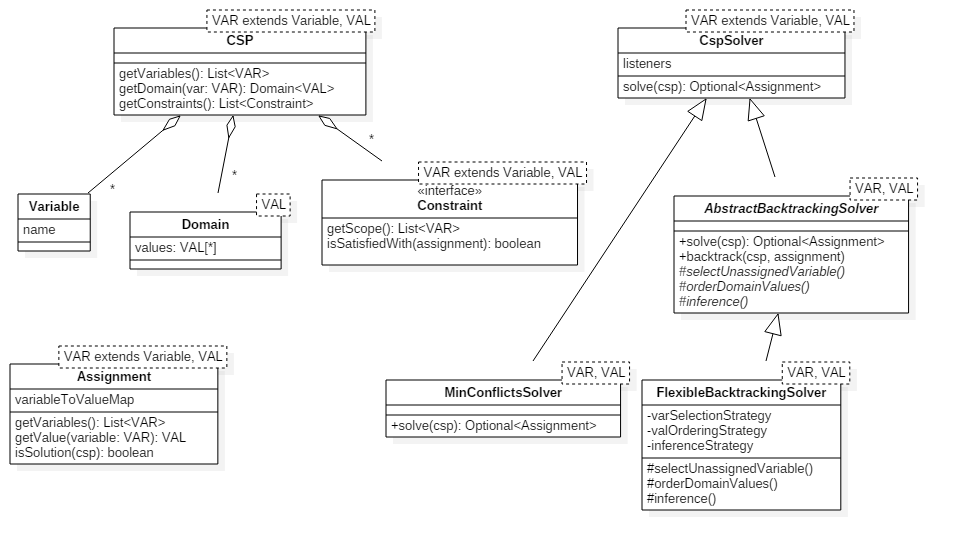 VAR extends Variable, VAL
CSP
getVariables(): List<VAR>
getDomain(var: VAR): Domain<VAL>
getConstraints(): List<Constraint>
VAR extends Variable, VAL
CspSolver
listeners
solve(csp): Optional<Assignment>
*
*
*
Variable
name
VAL
Domain
values: VAL[*]
VAR extends Variable, VAL
«interface»
Constraint
getScope(): List<VAR>
isSatisfiedWith(assignment): boolean
VAR, VAL
AbstractBacktrackingSolver
+solve(csp): Optional<Assignment>
+backtrack(csp, assignment)
#selectUnassignedVariable()
#orderDomainValues()
#inference()
VAR extends Variable, VAL
Assignment
variableToValueMap
getVariables(): List<VAR>
getValue(variable: VAR): VAL
isSolution(csp): boolean
VAR, VAL
MinConflictsSolver
+solve(csp): Optional<Assignment>
VAR, VAL
FlexibleBacktrackingSolver
-varSelectionStrategy
-valOrderingStrategy
-inferenceStrategy
#selectUnassignedVariable()
#orderDomainValues()
#inference()